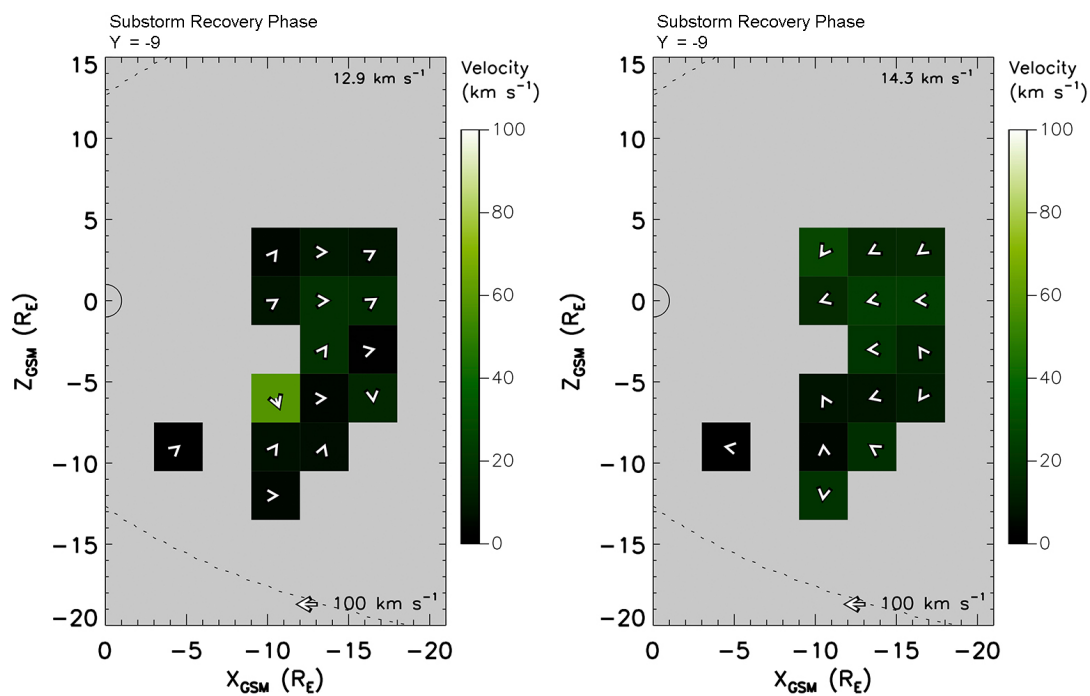 Substorm Recovery Phase
Y = -9
12.9 km s⁻¹
Velocity
(km s⁻¹)
15
10
5
0
−5
−10
−15
−20
Z_GSM (R_E)
100
80
60
40
20
0
100 km s⁻¹
0 −5 −10 −15 −20
X_GSM (R_E)
Substorm Recovery Phase
Y = -9
14.3 km s⁻¹
Velocity
(km s⁻¹)
15
10
5
0
−5
−10
−15
−20
Z_GSM (R_E)
100
80
60
40
20
0
100 km s⁻¹
0 −5 −10 −15 −20
X_GSM (R_E)